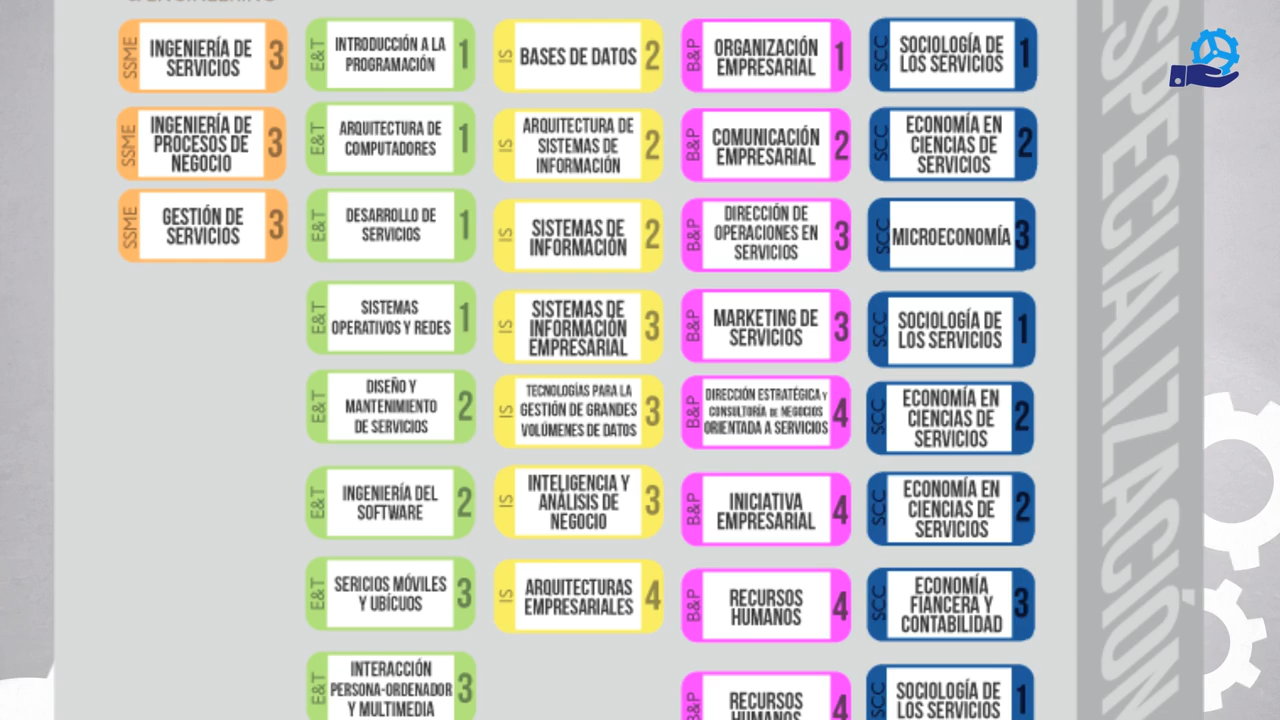 SSME
INGENIERÍA DE
SERVICIOS
3
E&T
INTRODUCCIÓN A LA
PROGRAMACIÓN
1
IS
BASES DE DATOS
2
B&P
ORGANIZACIÓN
EMPRESARIAL
1
SCC
SOCIOLOGÍA DE
LOS SERVICIOS
1
SSME
INGENIERÍA DE
PROCESOS DE
NEGOCIO
3
E&T
ARQUITECTURA DE
COMPUTADORES
1
IS
ARQUITECTURA DE
SISTEMAS DE
INFORMACIÓN
2
B&P
COMUNICACIÓN
EMPRESARIAL
2
SCC
ECONOMÍA EN
CIENCIAS DE
SERVICIOS
2
SSME
GESTIÓN DE
SERVICIOS
3
E&T
DESARROLLO DE
SERVICIOS
1
IS
SISTEMAS DE
INFORMACIÓN
2
B&P
DIRECCIÓN DE
OPERACIONES EN
SERVICIOS
3
SCC
MICROECONOMÍA
3
E&T
SISTEMAS
OPERATIVOS Y REDES
1
IS
SISTEMAS DE
INFORMACIÓN
EMPRESARIAL
3
B&P
MARKETING DE
SERVICIOS
3
SCC
SOCIOLOGÍA DE
LOS SERVICIOS
1
E&T
DISEÑO Y
MANTENIMIENTO
DE SERVICIOS
2
IS
TECNOLOGÍAS PARA LA
GESTIÓN DE GRANDES
VOLÚMENES DE DATOS
3
B&P
DIRECCIÓN ESTRATÉGICA Y
CONSULTORÍA DE NEGOCIOS
ORIENTADA A SERVICIOS
4
SCC
ECONOMÍA EN
CIENCIAS DE
SERVICIOS
2
E&T
INGENIERÍA DEL
SOFTWARE
2
IS
INTELIGENCIA Y
ANÁLISIS DE
NEGOCIO
3
B&P
INICIATIVA
EMPRESARIAL
4
SCC
ECONOMÍA EN
CIENCIAS DE
SERVICIOS
2
E&T
SERICIOS MÓVILES
Y UBÍCUOS
3
IS
ARQUITECTURAS
EMPRESARIALES
4
B&P
RECURSOS
HUMANOS
4
SCC
ECONOMÍA
FIANCERA Y
CONTABILIDAD
3
E&T
INTERACCIÓN
PERSONA-ORDENADOR
Y MULTIMEDIA
3
B&P
RECURSOS
HUMANOS
4
SCC
SOCIOLOGÍA DE
LOS SERVICIOS
1
ESPECIALIZACIÓN